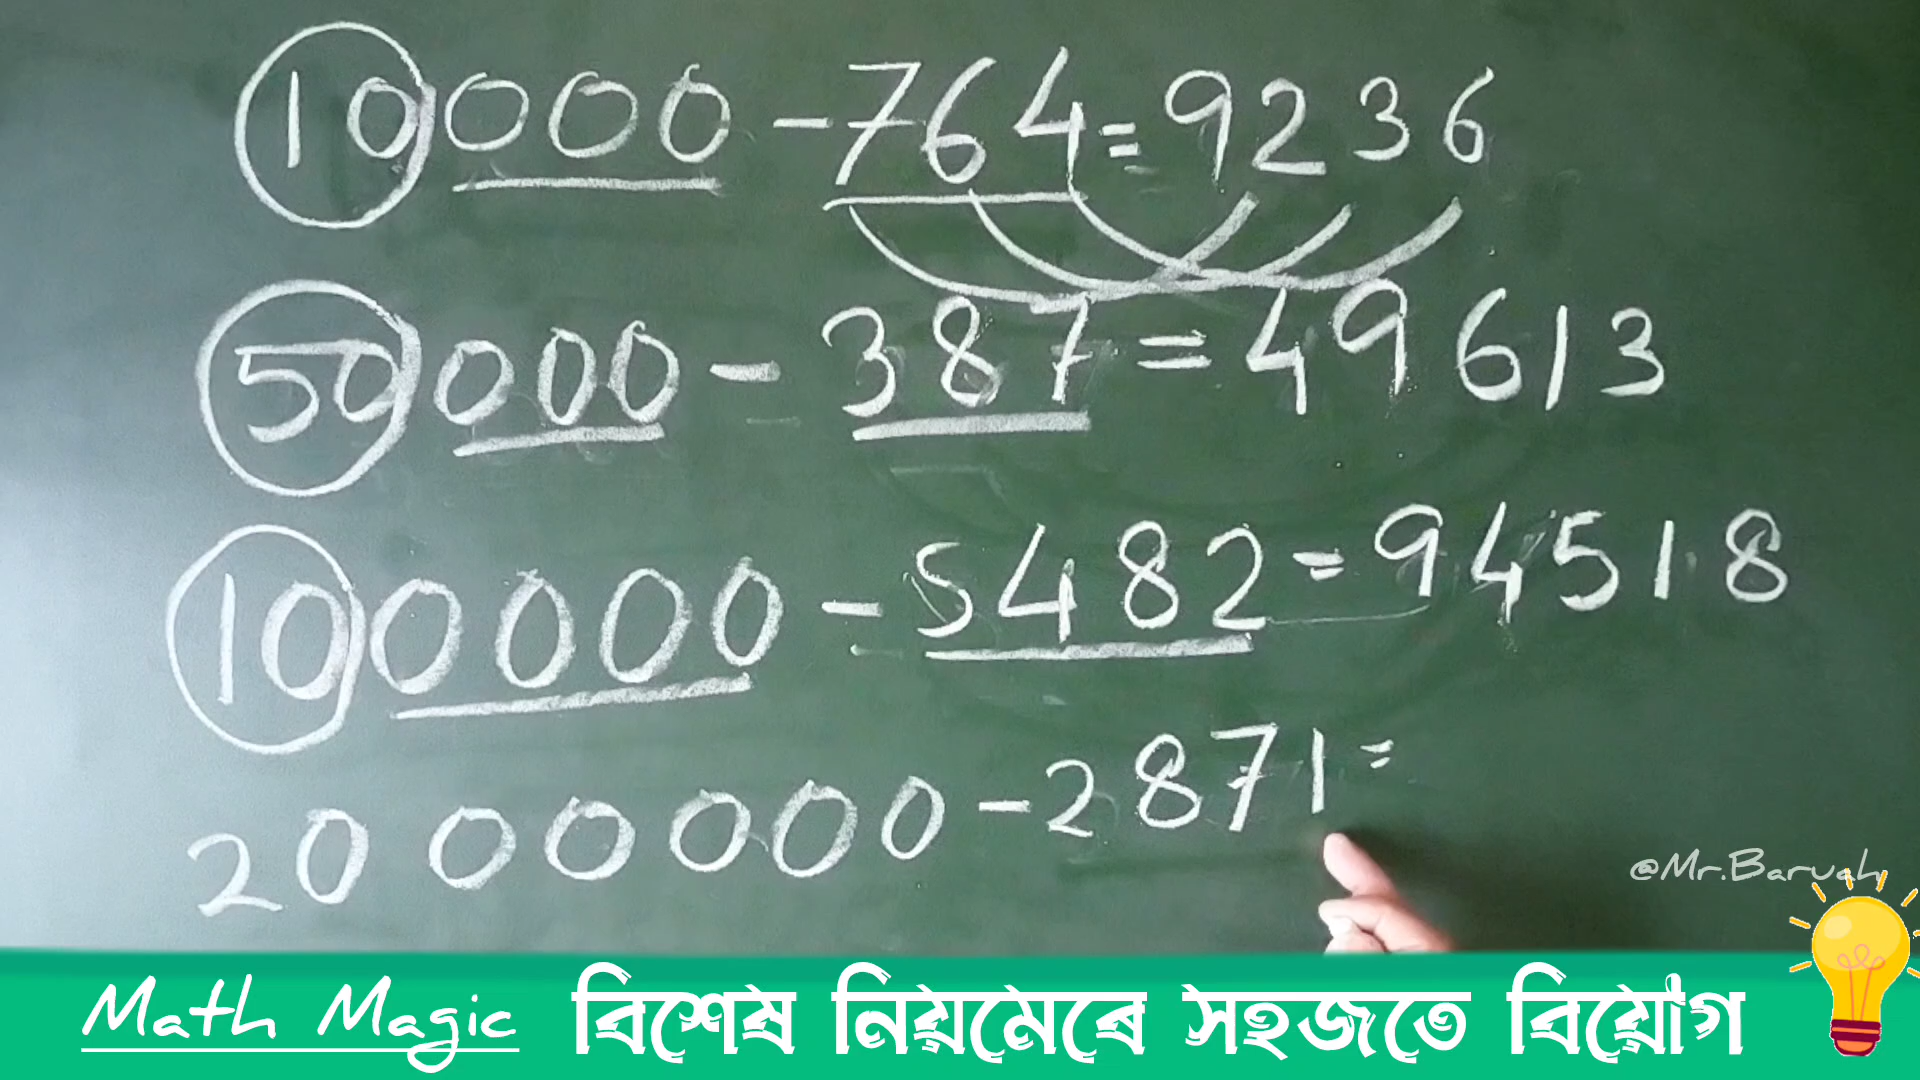 10000 - 764 = 9236
50000 - 387 = 49613
100000 - 5482 = 94518
2000000 - 2871 =
@Mr.Baruah
Math Magic বিশেষ নিয়মেৰে সহজতে বিয়োগ